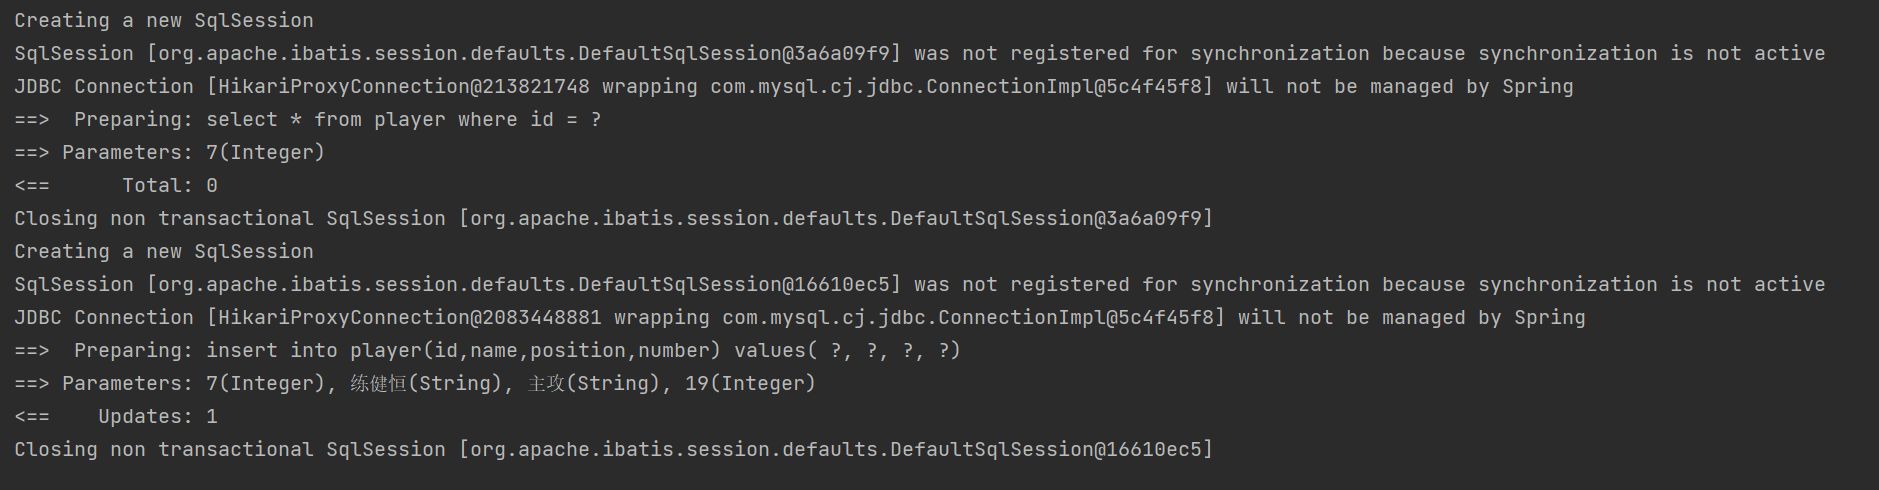 Creating a new SqlSession
SqlSession [org.apache.ibatis.session.defaults.DefaultSqlSession@3a6a09f9] was not registered for synchronization because synchronization is not active
JDBC Connection [HikariProxyConnection@213821748 wrapping com.mysql.cj.jdbc.ConnectionImpl@5c4f45f8] will not be managed by Spring
==>  Preparing: select * from player where id = ?
==> Parameters: 7(Integer)
<==      Total: 0
Closing non transactional SqlSession [org.apache.ibatis.session.defaults.DefaultSqlSession@3a6a09f9]
Creating a new SqlSession
SqlSession [org.apache.ibatis.session.defaults.DefaultSqlSession@16610ec5] was not registered for synchronization because synchronization is not active
JDBC Connection [HikariProxyConnection@2083448881 wrapping com.mysql.cj.jdbc.ConnectionImpl@5c4f45f8] will not be managed by Spring
==>  Preparing: insert into player(id,name,position,number) values( ?, ?, ?, ?)
==> Parameters: 7(Integer), 练健恒(String), 主攻(String), 19(Integer)
<==    Updates: 1
Closing non transactional SqlSession [org.apache.ibatis.session.defaults.DefaultSqlSession@16610ec5]